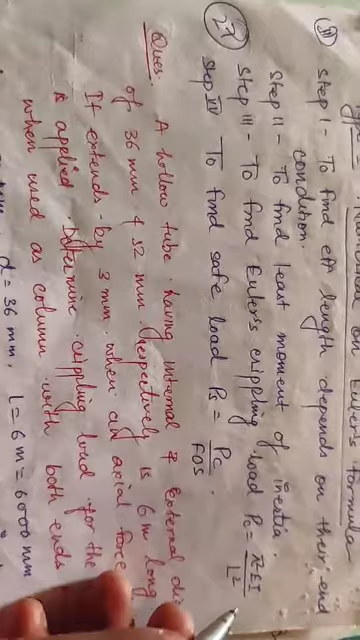 Euler's formula
(III) Step I - To find eff length depends on their end
condition.
Step II - To find least moment of inertia.
Step III - To find Euler's crippling load Pc = π²EI / L²
(27) Step IV To find safe load Ps = Pc / FOS
Ques. A hollow tube having internal & External dia
of 36 mm & 52 mm respectively is 6m long
It extends by 3 mm when an axial force
is applied. Determine crippling load for the
when used as column with both ends
d = 36 mm, L = 6 m = 6000 mm